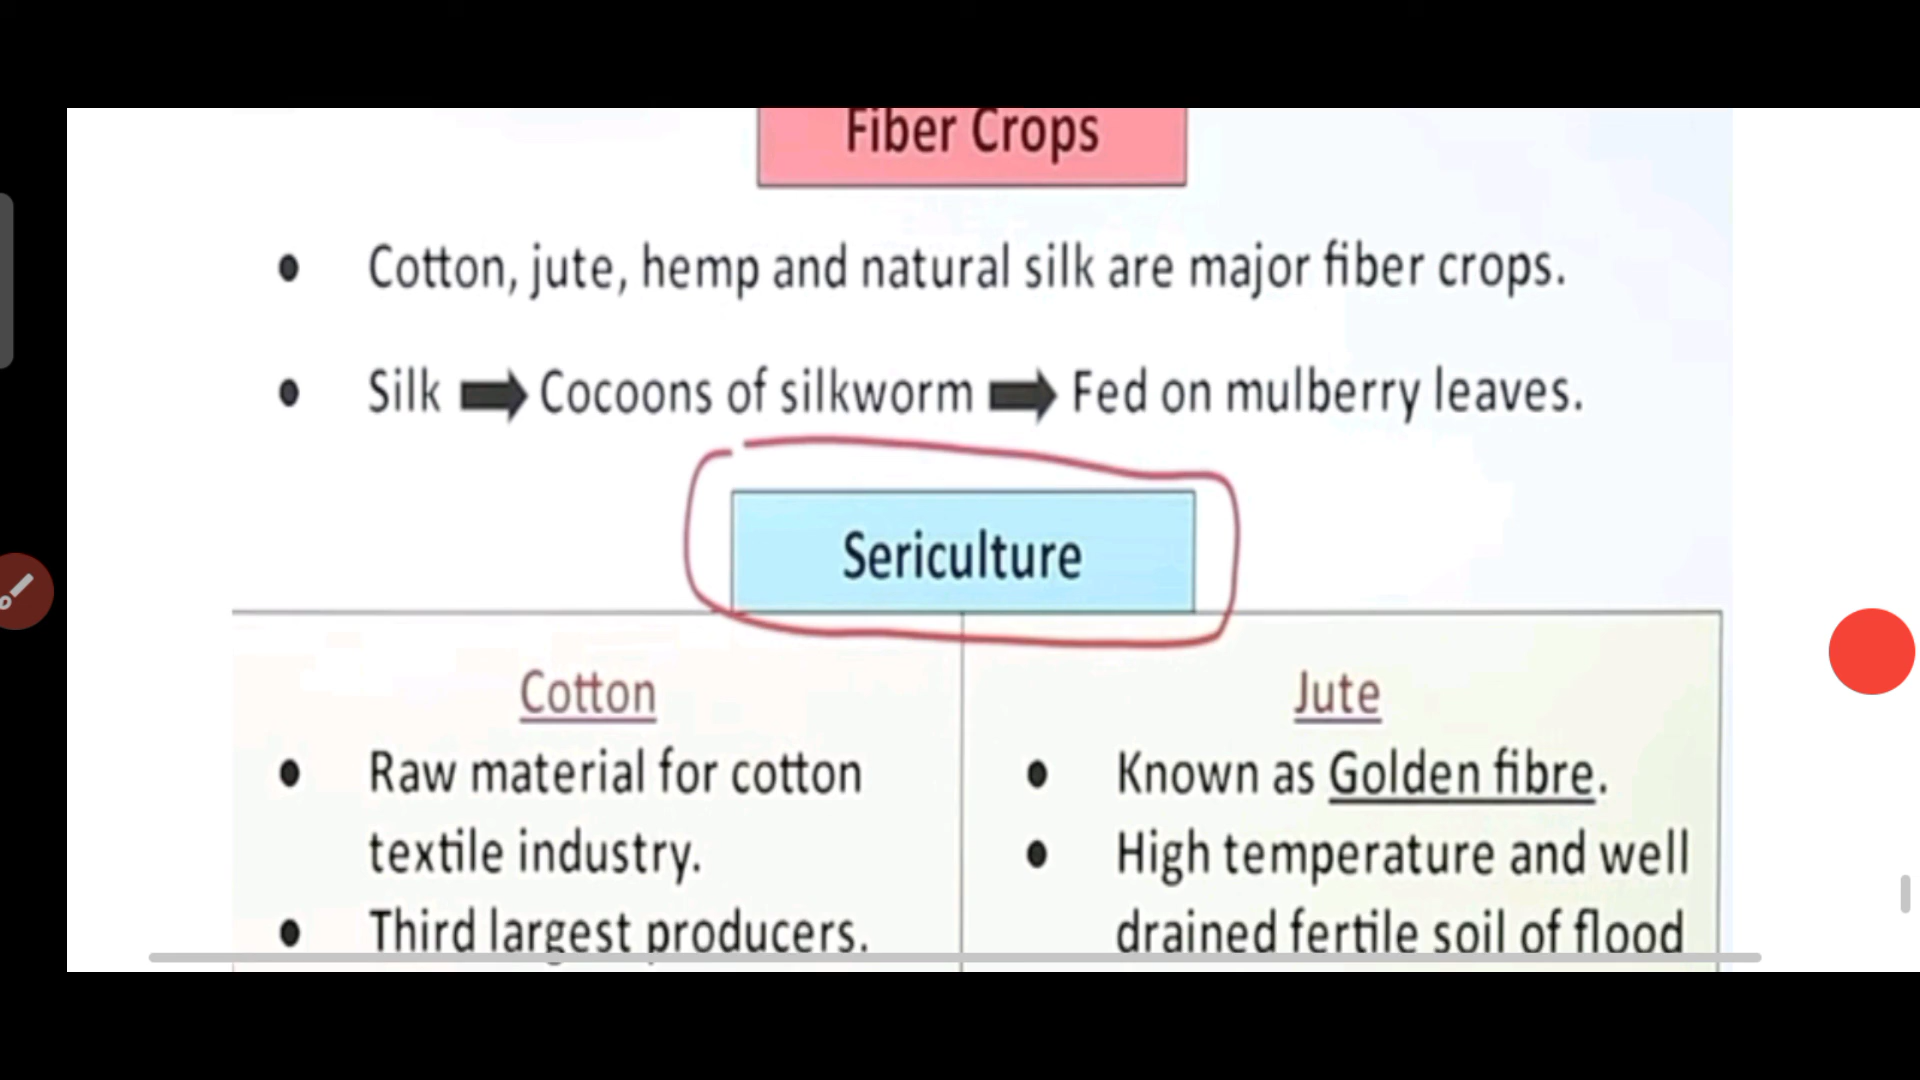 Fiber Crops
• Cotton, jute, hemp and natural silk are major fiber crops.
• Silk ➡ Cocoons of silkworm ➡ Fed on mulberry leaves.
Sericulture
Cotton
• Raw material for cotton
textile industry.
• Third largest producers.
Jute
• Known as Golden fibre.
• High temperature and well
drained fertile soil of flood